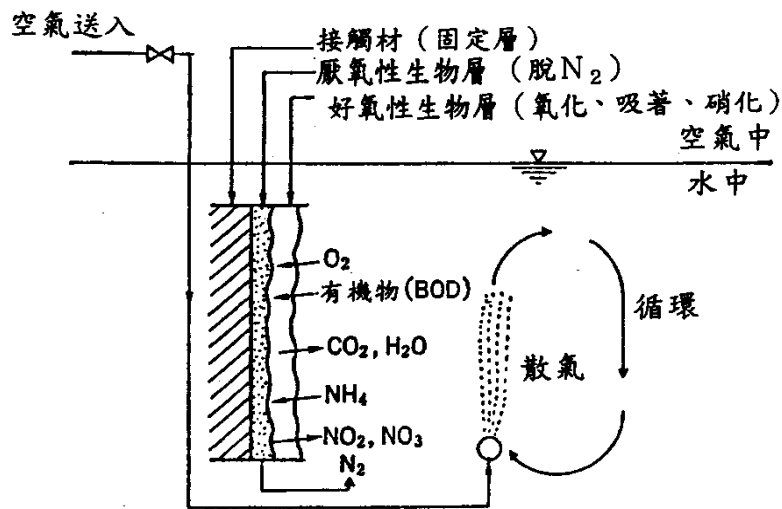 空氣送入
接觸材（固定層）
厭氧性生物層（脫N₂）
好氧性生物層（氧化、吸著、硝化）
空氣中
水中
O₂
有機物(BOD)
CO₂, H₂O
NH₄
NO₂, NO₃
N₂
散氣
循環